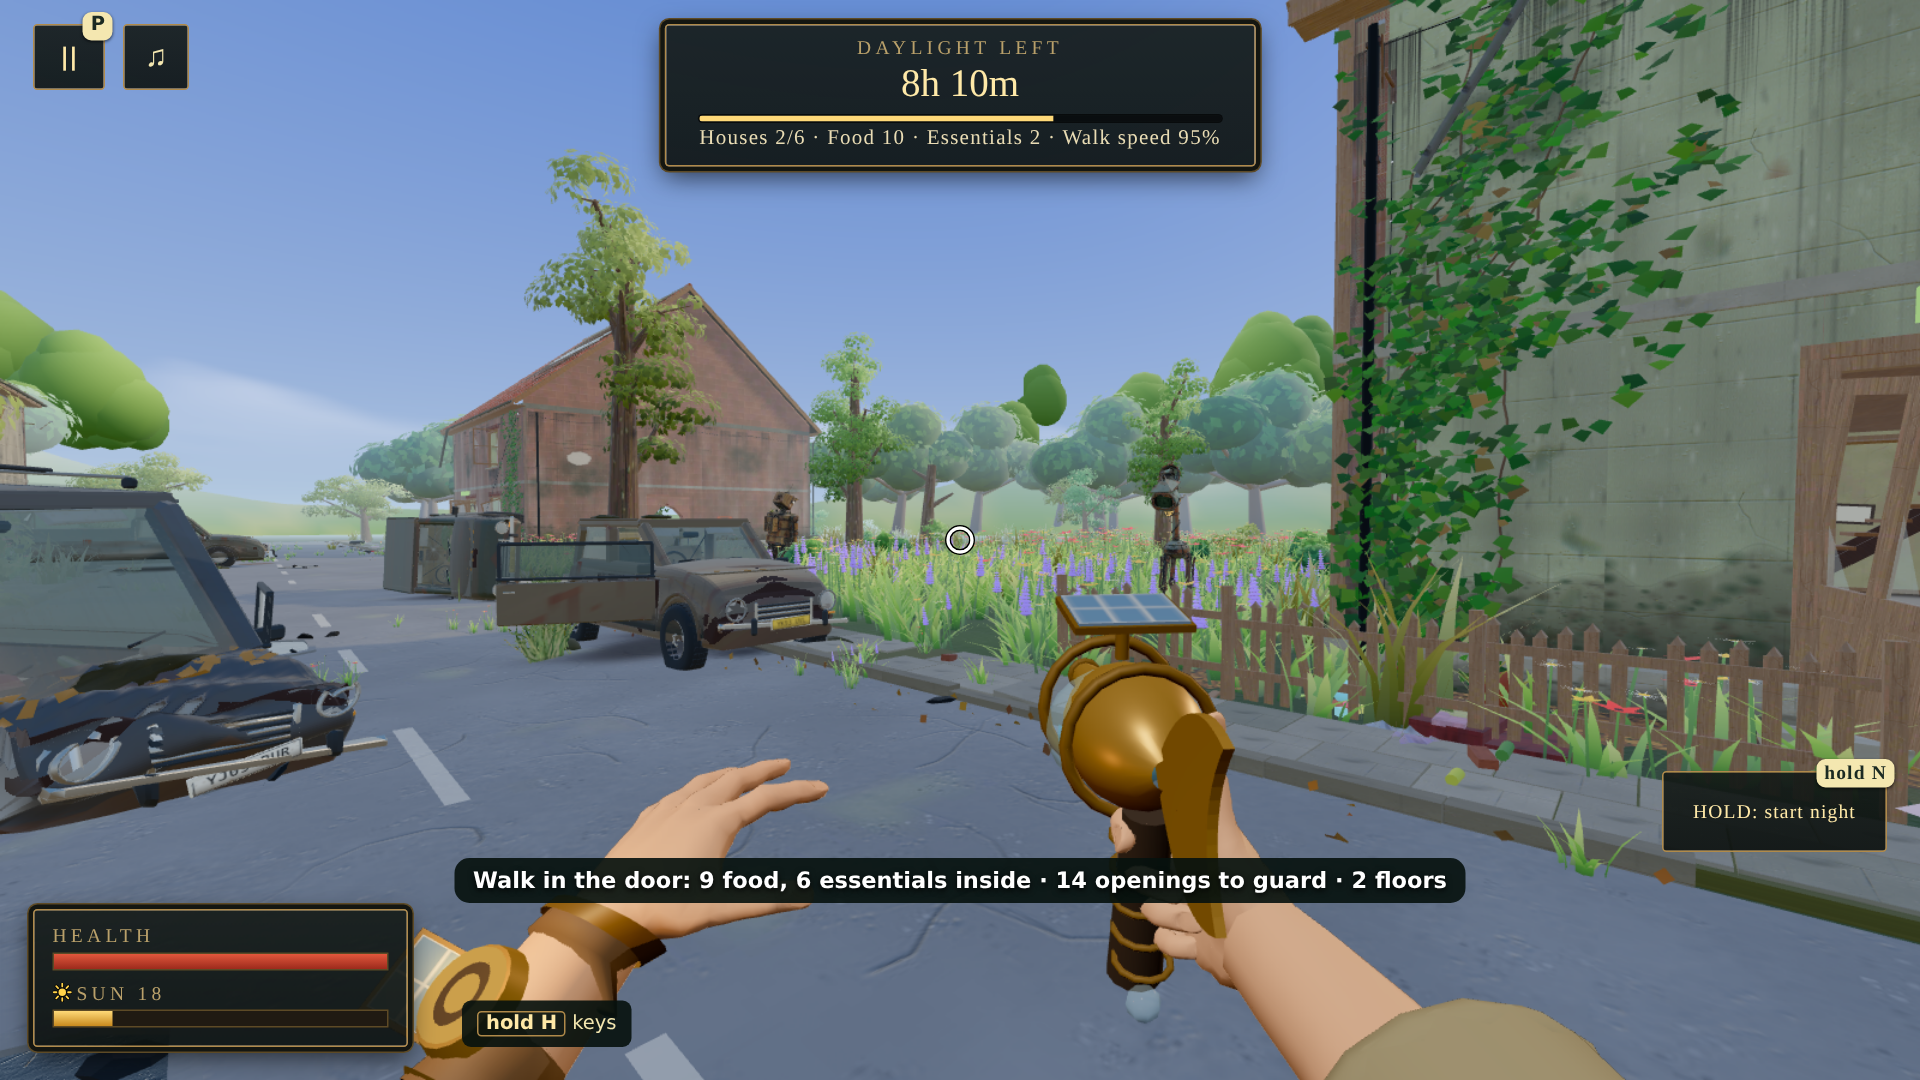 P
DAYLIGHT LEFT
8h 10m
Houses 2/6 · Food 10 · Essentials 2 · Walk speed 95%
hold N
HOLD: start night
Walk in the door: 9 food, 6 essentials inside · 14 openings to guard · 2 floors
HEALTH
SUN 18
hold H keys